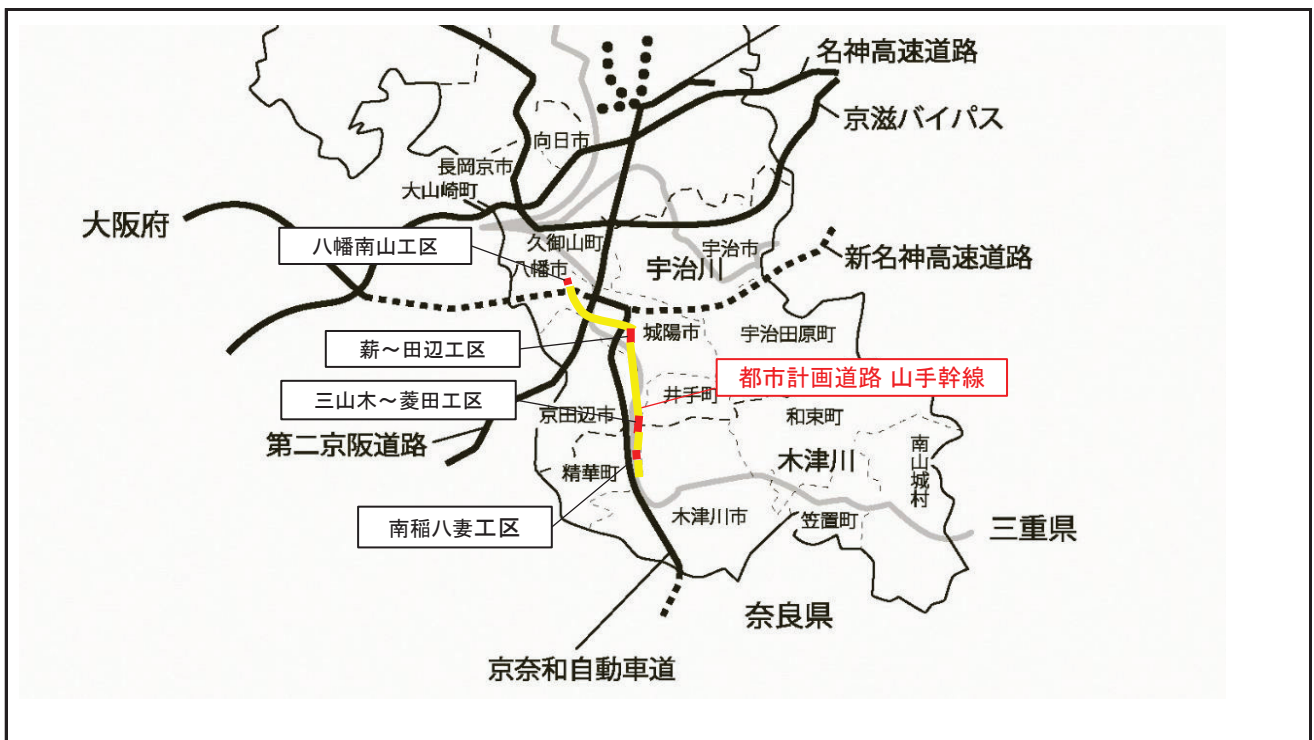 名神高速道路
京滋バイパス
向日市
長岡京市
大山崎町
大阪府
八幡南山工区
久御山町
宇治市
八幡市
宇治川
新名神高速道路
薪～田辺工区
城陽市
宇治田原町
都市計画道路 山手幹線
三山木～菱田工区
井手町
京田辺市
和束町
第二京阪道路
南山城村
精華町
木津川
南稲八妻工区
木津川市
笠置町
三重県
奈良県
京奈和自動車道